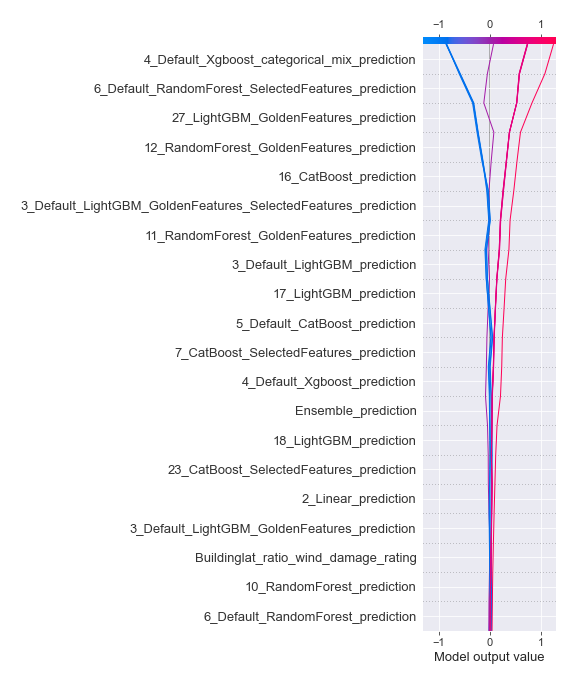 −1 0 1
4_Default_Xgboost_categorical_mix_prediction
6_Default_RandomForest_SelectedFeatures_prediction
27_LightGBM_GoldenFeatures_prediction
12_RandomForest_GoldenFeatures_prediction
16_CatBoost_prediction
3_Default_LightGBM_GoldenFeatures_SelectedFeatures_prediction
11_RandomForest_GoldenFeatures_prediction
3_Default_LightGBM_prediction
17_LightGBM_prediction
5_Default_CatBoost_prediction
7_CatBoost_SelectedFeatures_prediction
4_Default_Xgboost_prediction
Ensemble_prediction
18_LightGBM_prediction
23_CatBoost_SelectedFeatures_prediction
2_Linear_prediction
3_Default_LightGBM_GoldenFeatures_prediction
Buildinglat_ratio_wind_damage_rating
10_RandomForest_prediction
6_Default_RandomForest_prediction
−1 0 1
Model output value